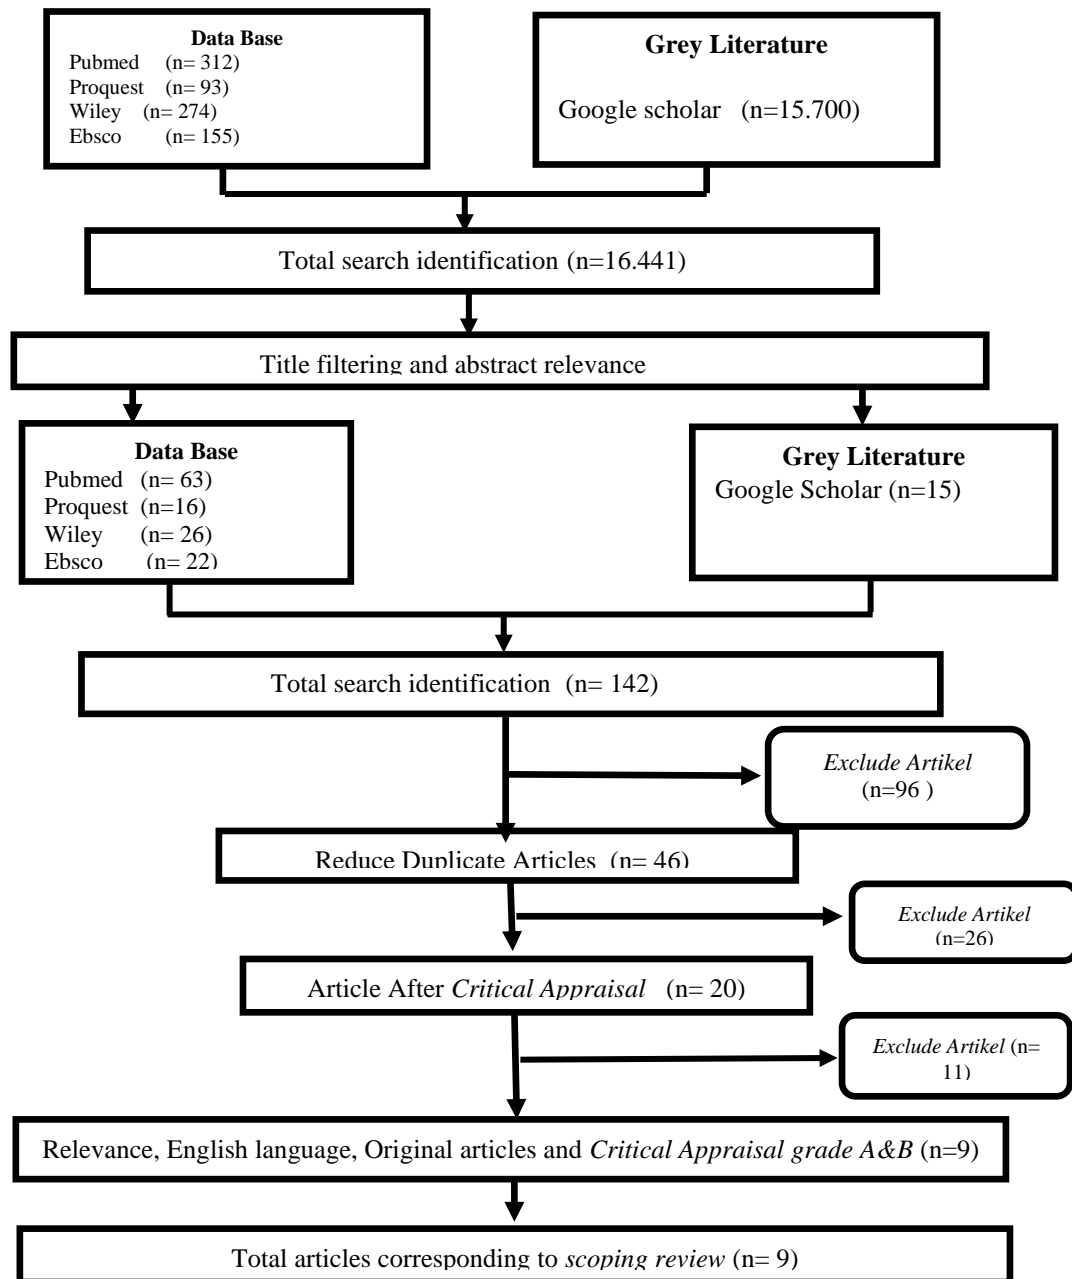 Data Base
Pubmed (n= 312)
Proquest (n= 93)
Wiley (n= 274)
Ebsco (n= 155)
Grey Literature
Google scholar (n=15.700)
Total search identification (n=16.441)
Title filtering and abstract relevance
Data Base
Pubmed (n= 63)
Proquest (n=16)
Wiley (n= 26)
Ebsco (n= 22)
Grey Literature
Google Scholar (n=15)
Total search identification (n= 142)
Exclude Artikel
(n=96 )
Reduce Duplicate Articles (n= 46)
Exclude Artikel
(n=26)
Article After Critical Appraisal (n= 20)
Exclude Artikel (n=
11)
Relevance, English language, Original articles and Critical Appraisal grade A&B (n=9)
Total articles corresponding to scoping review (n= 9)